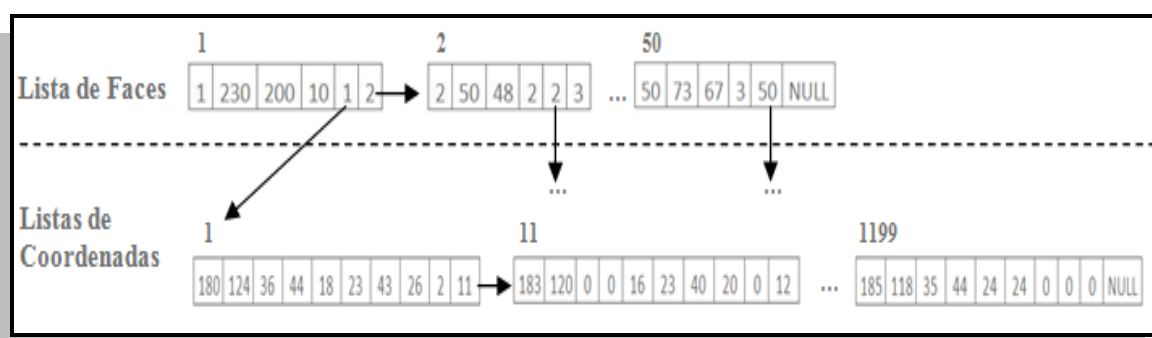 1 2 50
Lista de Faces 1 230 200 10 1 2 2 50 48 2 2 3 ... 50 73 67 3 50 NULL
... ...
Listas de
Coordenadas
1 11 1199
180 124 36 44 18 23 43 26 2 11 183 120 0 0 16 23 40 20 0 12 ... 185 118 35 44 24 24 0 0 0 NULL